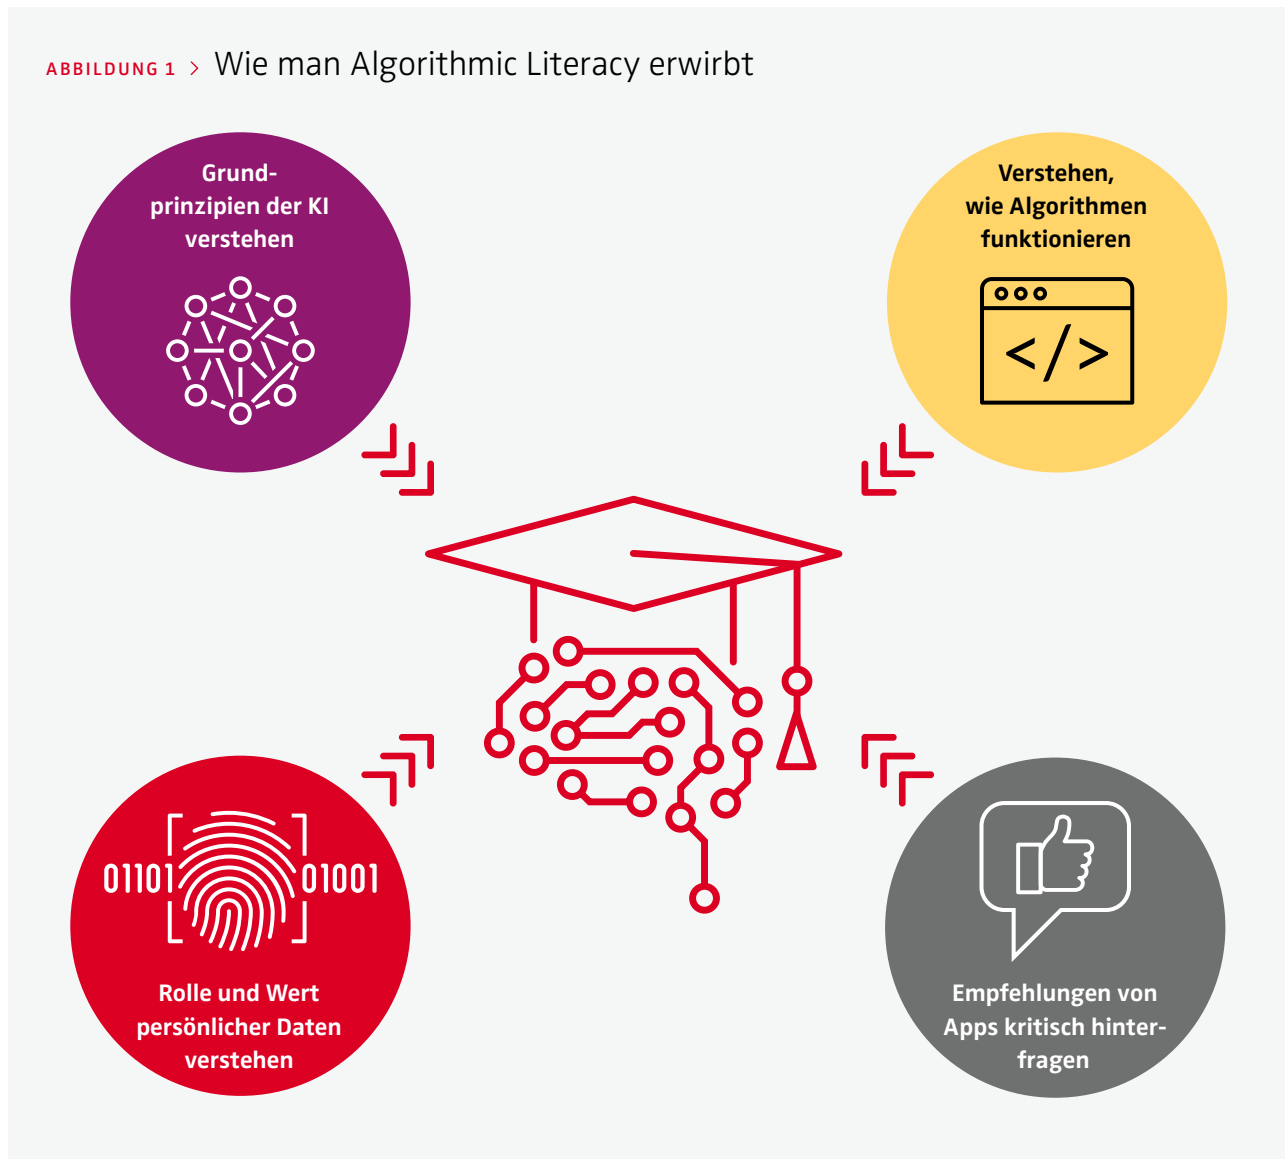 ABBILDUNG 1 > Wie man Algorithmic Literacy erwirbt
Grund-
prinzipien der KI
verstehen
Verstehen,
wie Algorithmen
funktionieren
</>
01101 01001
Rolle und Wert
persönlicher Daten
verstehen
Empfehlungen von
Apps kritisch hinter-
fragen